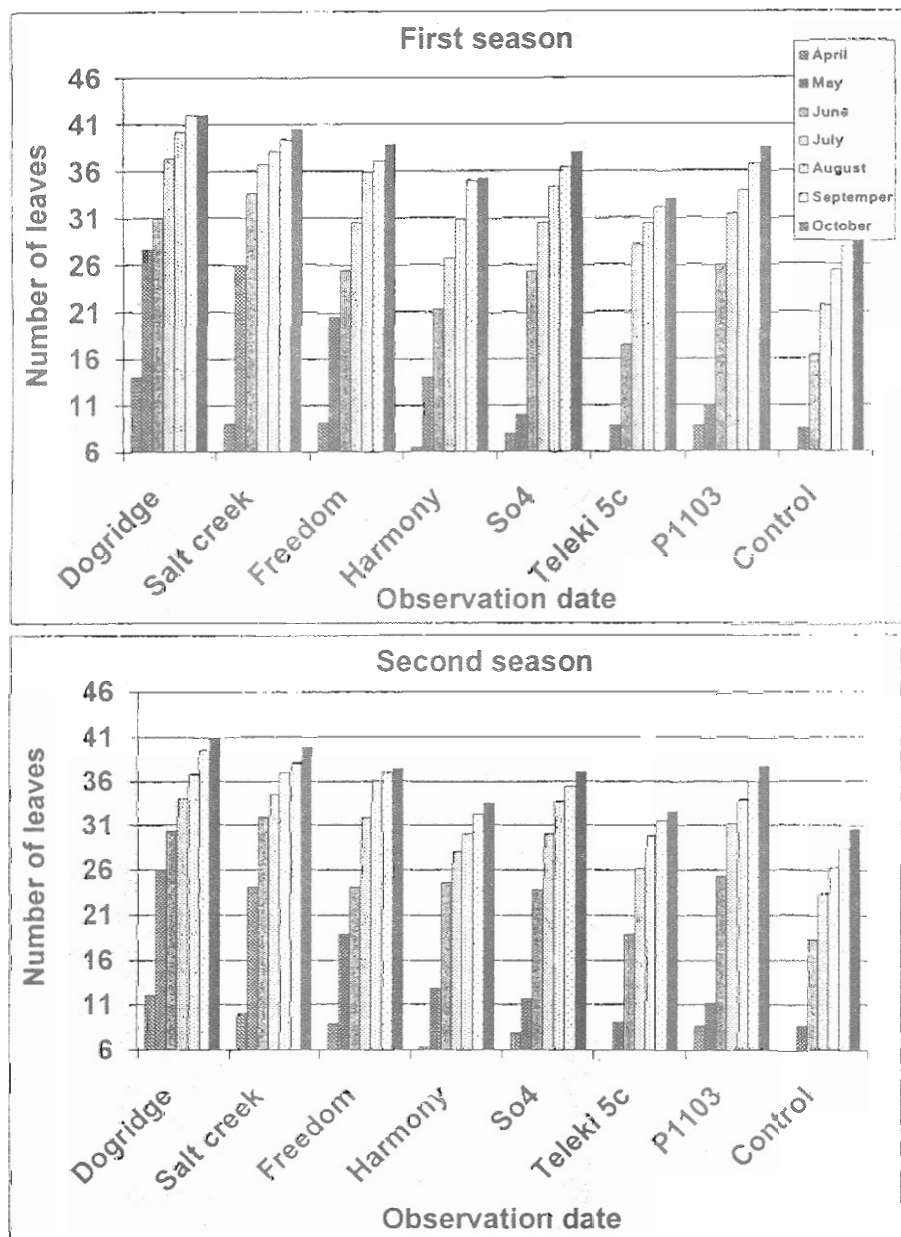 First season
Number of leaves
46
41
36
31
26
21
16
11
6
April
May
June
July
August
Septemper
October
Dogridge
Salt creek
Freedom
Harmony
So4
Teleki 5c
P1103
Control
Observation date
Second season
Number of leaves
46
41
36
31
26
21
16
11
6
Dogridge
Salt creek
Freedom
Harmony
So4
Teleki 5c
P1103
Control
Observation date